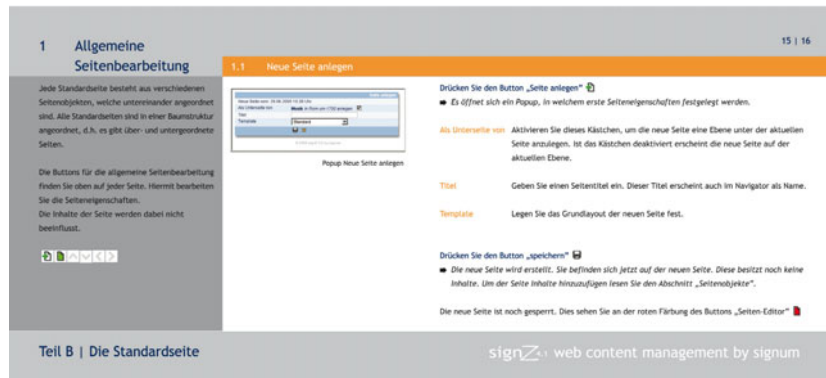 1 Allgemeine
Seitenbearbeitung
15 | 16
1.1 Neue Seite anlegen
Jede Standardseite besteht aus verschiedenen
Seitenobjekten, welche untereinander angeordnet
sind. Alle Standardseiten sind in einer Baumstruktur
angeordnet, d.h. es gibt über- und untergeordnete
Seiten.
Die Buttons für die allgemeine Seitenbearbeitung
finden Sie oben auf jeder Seite. Hiermit bearbeiten
Sie die Seiteneigenschaften.
Die Inhalte der Seite werden dabei nicht
beeinflusst.
Als Unterseite von
Titel
Template Standard
Popup Neue Seite anlegen
Drücken Sie den Button „Seite anlegen"
Es öffnet sich ein Popup, in welchem erste Seiteneigenschaften festgelegt werden.
Als Unterseite von Aktivieren Sie dieses Kästchen, um die neue Seite eine Ebene unter der aktuellen
Seite anzulegen. Ist das Kästchen deaktiviert erscheint die neue Seite auf der
aktuellen Ebene.
Titel Geben Sie einen Seitentitel ein. Dieser Titel erscheint auch im Navigator als Name.
Template Legen Sie das Grundlayout der neuen Seite fest.
Drücken Sie den Button „speichern"
Die neue Seite wird erstellt. Sie befinden sich jetzt auf der neuen Seite. Diese besitzt noch keine
Inhalte. Um der Seite Inhalte hinzuzufügen lesen Sie den Abschnitt „Seitenobjekte".
Die neue Seite ist noch gesperrt. Dies sehen Sie an der roten Färbung des Buttons „Seiten-Editor"
Teil B | Die Standardseite
signZ web content management by signum